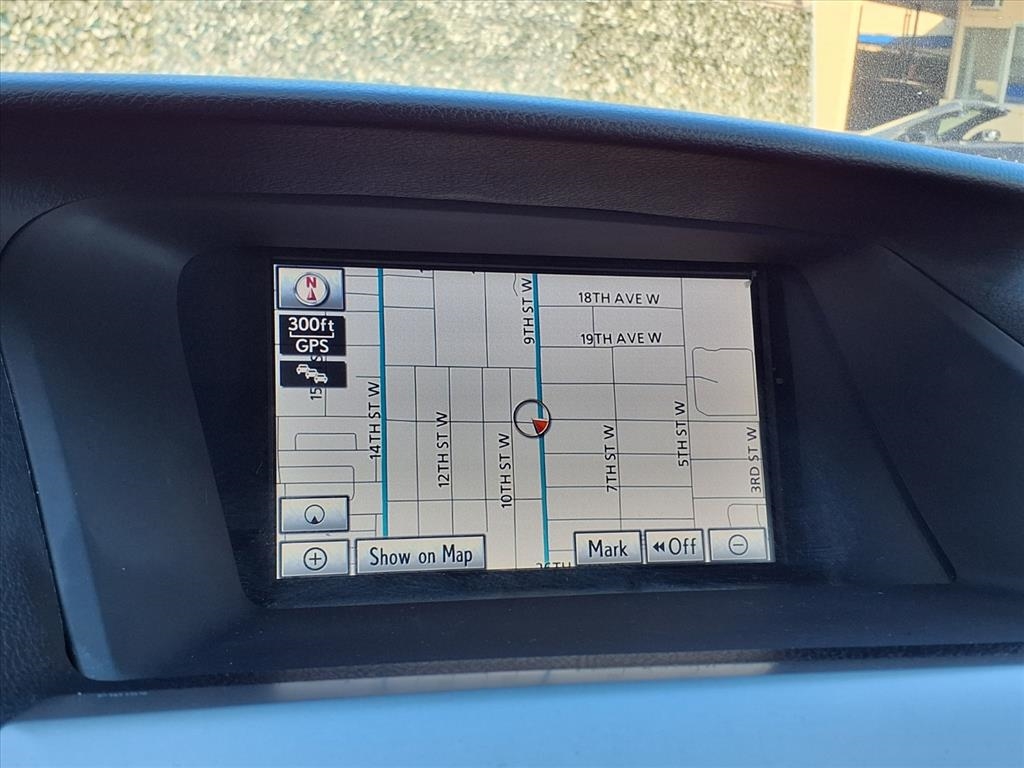 N
300ft
GPS
9TH ST W
18TH AVE W
19TH AVE W
14TH ST W
12TH ST W
10TH ST W
7TH ST W
5TH ST W
3RD ST W
Show on Map
Mark
Off